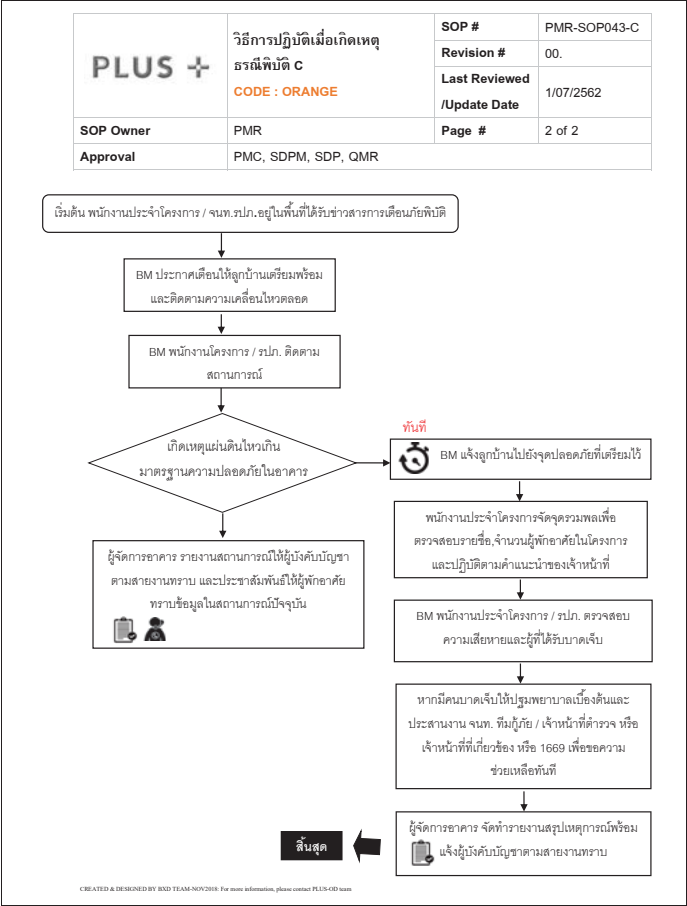 PLUS +
วิธีการปฏิบัติเมื่อเกิดเหตุ
ธรณีพิบัติ C
CODE : ORANGE
SOP #
PMR-SOP043-C
Revision #
00.
Last Reviewed
/Update Date
1/07/2562
SOP Owner
PMR
Page #
2 of 2
Approval
PMC, SDPM, SDP, QMR
เริ่มต้น พนักงานประจำโครงการ / จนท.รปภ.อยู่ในพื้นที่ได้รับข่าวสารการเตือนภัยพิบัติ
BM ประกาศเตือนให้ลูกบ้านเตรียมพร้อม
และติดตามความเคลื่อนไหวตลอด
BM พนักงานโครงการ / รปภ. ติดตาม
สถานการณ์
เกิดเหตุแผ่นดินไหวเกิน
มาตรฐานความปลอดภัยในอาคาร
ผู้จัดการอาคาร รายงานสถานการณ์ให้ผู้บังคับบัญชา
ตามสายงานทราบ และประชาสัมพันธ์ให้ผู้พักอาศัย
ทราบข้อมูลในสถานการณ์ปัจจุบัน
ทันที
BM แจ้งลูกบ้านไปยังจุดปลอดภัยที่เตรียมไว้
พนักงานประจำโครงการจัดจุดรวมพลเพื่อ
ตรวจสอบรายชื่อ,จำนวนผู้พักอาศัยในโครงการ
และปฏิบัติตามคำแนะนำของเจ้าหน้าที่
BM พนักงานประจำโครงการ / รปภ. ตรวจสอบ
ความเสียหายและผู้ที่ได้รับบาดเจ็บ
หากมีคนบาดเจ็บให้ปฐมพยาบาลเบื้องต้นและ
ประสานงาน จนท. ทีมกู้ภัย / เจ้าหน้าที่ตำรวจ หรือ
เจ้าหน้าที่ที่เกี่ยวข้อง หรือ 1669 เพื่อขอความ
ช่วยเหลือทันที
ผู้จัดการอาคาร จัดทำรายงานสรุปเหตุการณ์พร้อม
แจ้งผู้บังคับบัญชาตามสายงานทราบ
สิ้นสุด
CREATED & DESIGNED BY BXD TEAM-NOV2018: For more information, please contact PLUS-OD team